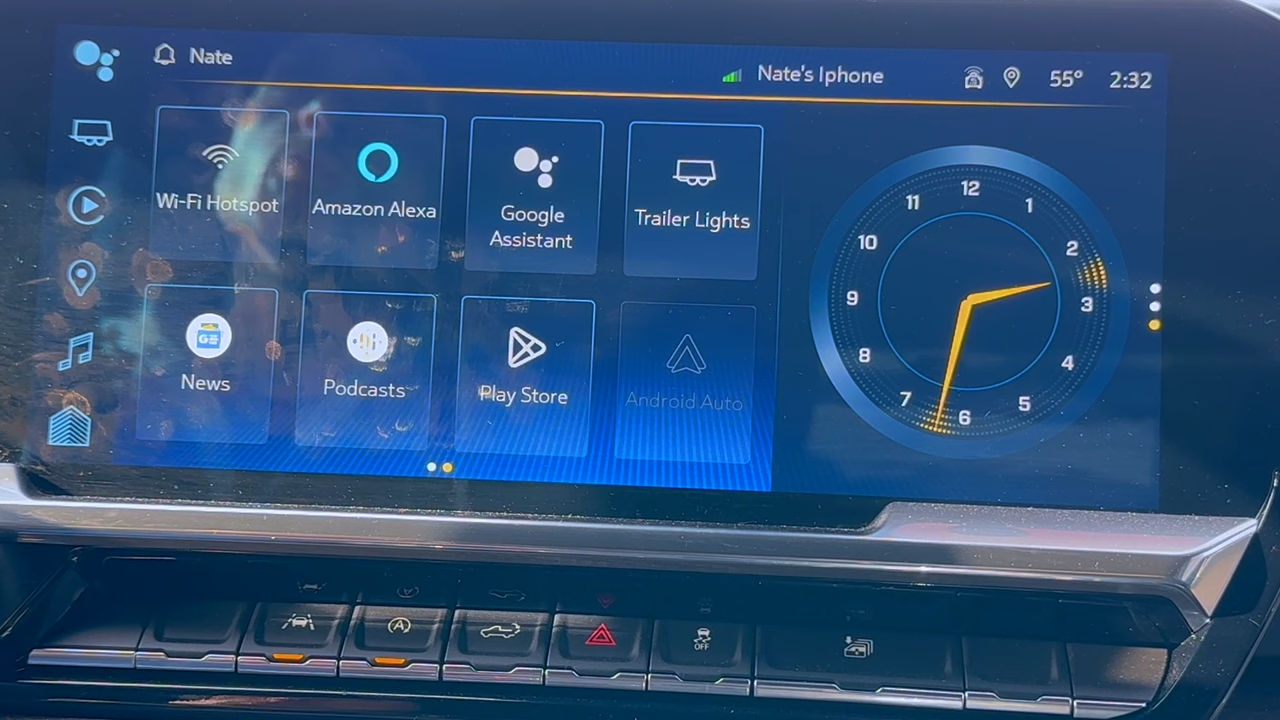 Nate
Nate's Iphone
55°
2:32
Wi-Fi Hotspot
Amazon Alexa
Google
Assistant
Trailer Lights
News
Podcasts
Play Store
Android Auto
12
1
2
3
4
5
6
7
8
9
10
11
A
OFF